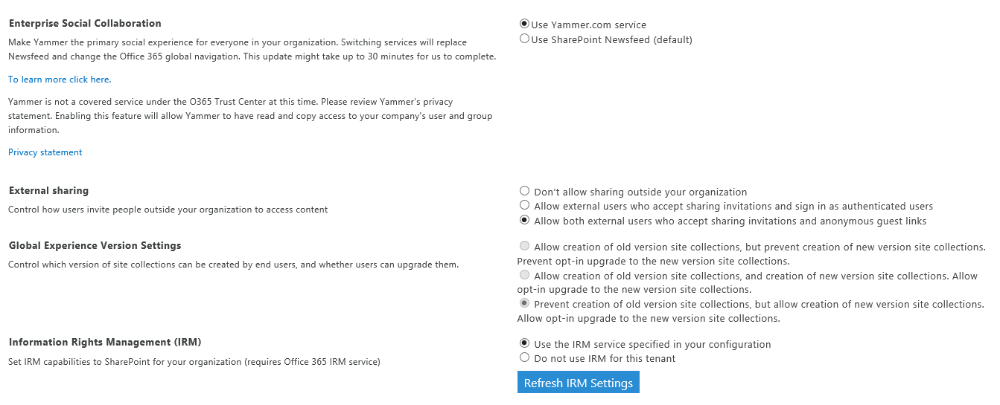 Enterprise Social Collaboration
Make Yammer the primary social experience for everyone in your organization. Switching services will replace
Newsfeed and change the Office 365 global navigation. This update might take up to 30 minutes for us to complete.
To learn more click here.
Yammer is not a covered service under the O365 Trust Center at this time. Please review Yammer's privacy
statement. Enabling this feature will allow Yammer to have read and copy access to your company's user and group
information.
Privacy statement
Use Yammer.com service
Use SharePoint Newsfeed (default)
External sharing
Control how users invite people outside your organization to access content
Don't allow sharing outside your organization
Allow external users who accept sharing invitations and sign in as authenticated users
Allow both external users who accept sharing invitations and anonymous guest links
Global Experience Version Settings
Control which version of site collections can be created by end users, and whether users can upgrade them.
Allow creation of old version site collections, but prevent creation of new version site collections.
Prevent opt-in upgrade to the new version site collections.
Allow creation of old version site collections, and creation of new version site collections. Allow
opt-in upgrade to the new version site collections.
Prevent creation of old version site collections, but allow creation of new version site collections.
Allow opt-in upgrade to the new version site collections.
Information Rights Management (IRM)
Set IRM capabilities to SharePoint for your organization (requires Office 365 IRM service)
Use the IRM service specified in your configuration
Do not use IRM for this tenant
Refresh IRM Settings